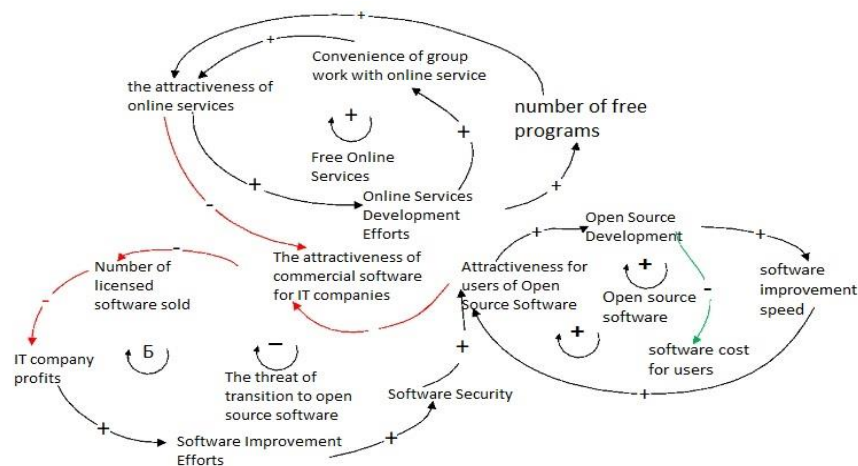 +
+
Convenience of group
work with online service
the attractiveness of
online services
number of free
programs
+
+
Free Online
Services
+
+
Online Services
Development
Efforts
-
Open Source
Development
+
+
-
The attractiveness of
commercial software
for IT companies
Number of
licensed
software sold
-
Attractiveness for
users of Open
Source Software
+
Open source
software
-
software
improvement
speed
+
IT company
profits
Б
-
The threat of
transition to open
source software
+
software cost
for users
Software Security
+
+
Software Improvement
Efforts
+